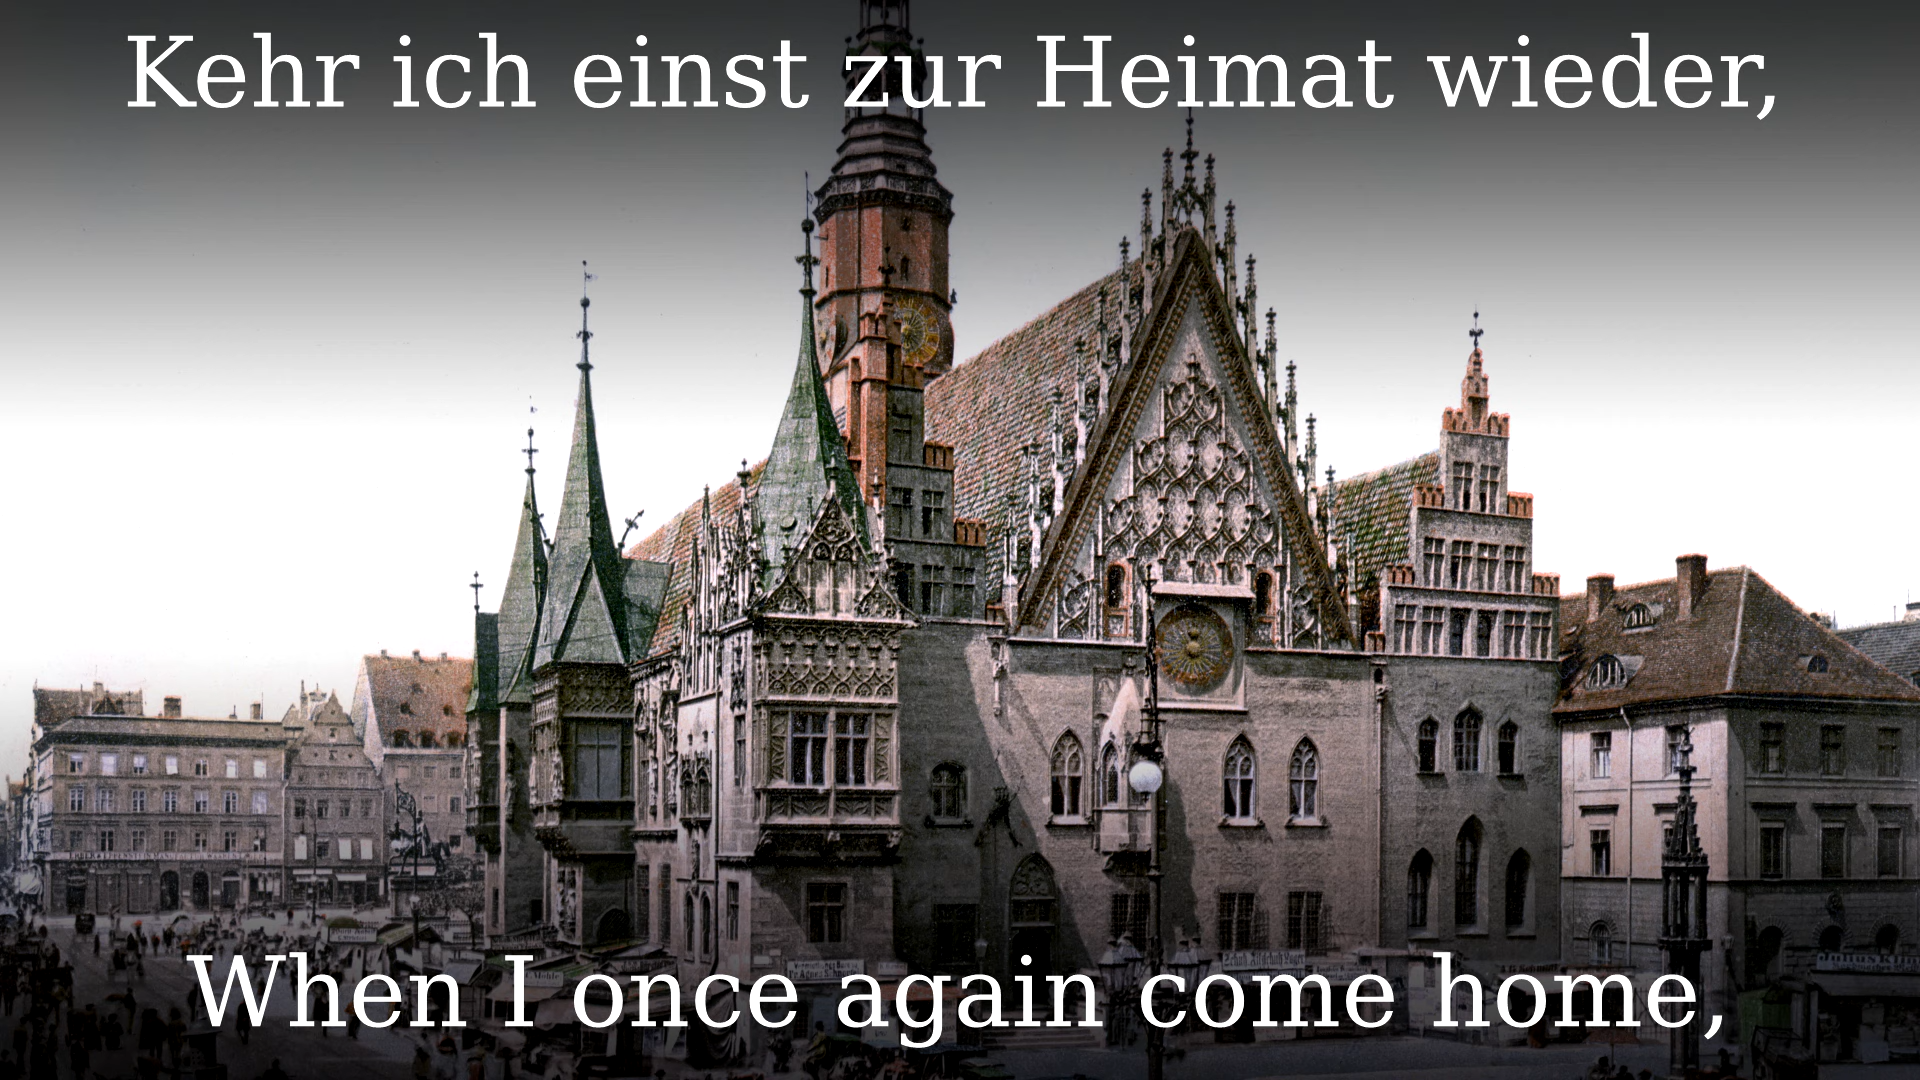 Kehr ich einst zur Heimat wieder,
When I once again come home,